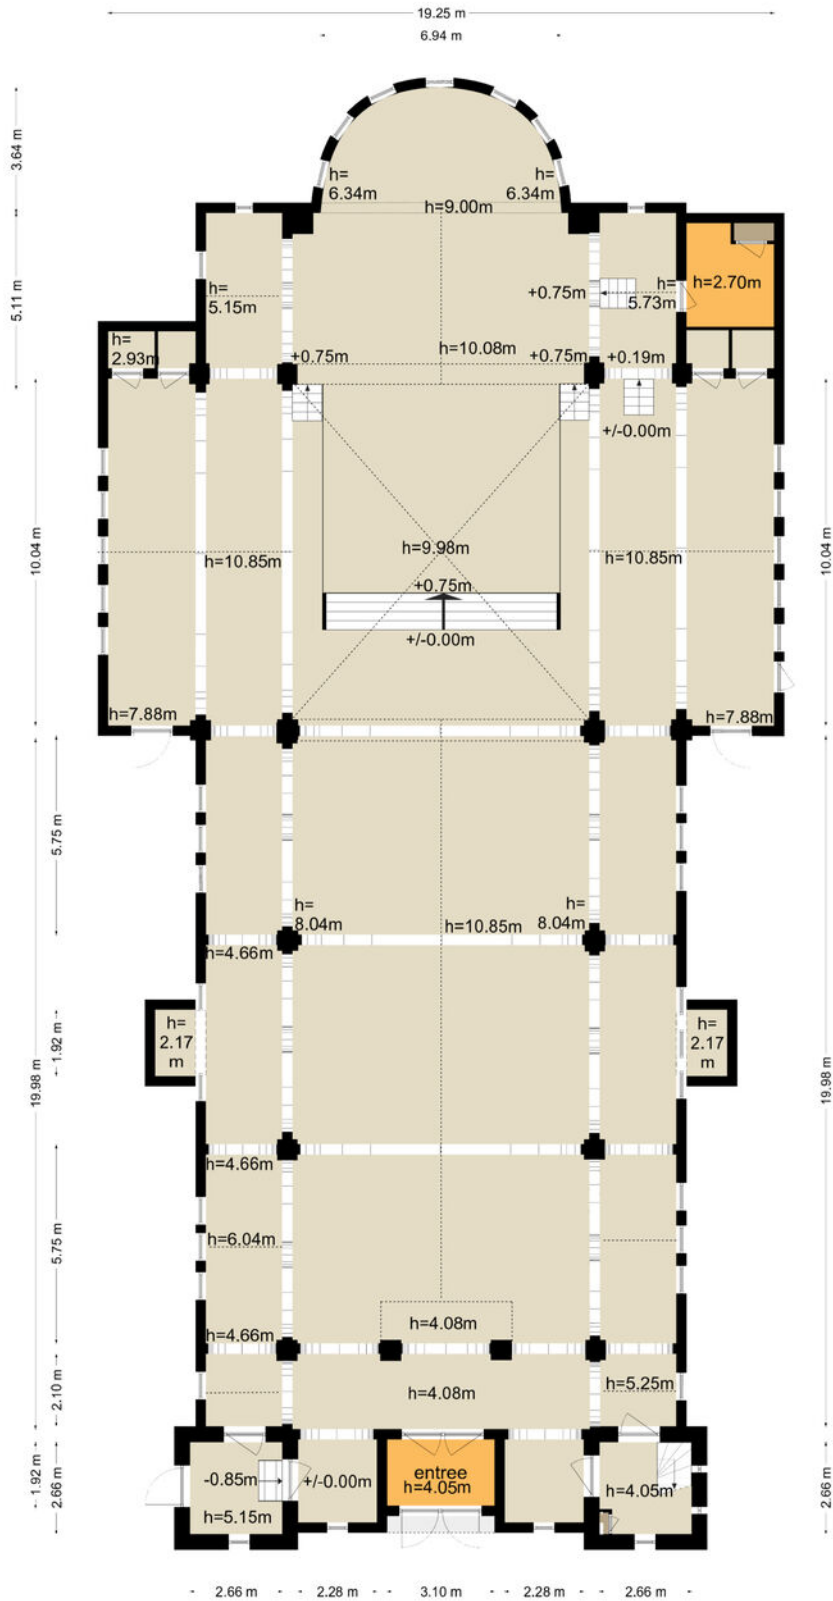 19.25 m
6.94 m
3.64 m
h=
6.34m
h=
6.34m
h=9.00m
5.11 m
h=
5.15m
+0.75m
h=
5.73m
h=2.70m
h=
2.93m
+0.75m
h=10.08m
+0.75m
+0.19m
+/-0.00m
10.04 m
h=10.85m
h=9.98m
h=10.85m
10.04 m
+0.75m
+/-0.00m
h=7.88m
h=7.88m
5.75 m
h=
8.04m
h=
8.04m
h=10.85m
h=4.66m
19.98 m
1.92 m
h=
2.17
m
h=
2.17
m
19.98 m
h=4.66m
5.75 m
h=6.04m
h=4.08m
h=4.66m
2.10 m
h=4.08m
h=5.25m
1.92 m
2.66 m
-0.85m
+/-0.00m
entree
h=4.05m
h=4.05m
2.66 m
h=5.15m
2.66 m
2.28 m
3.10 m
2.28 m
2.66 m